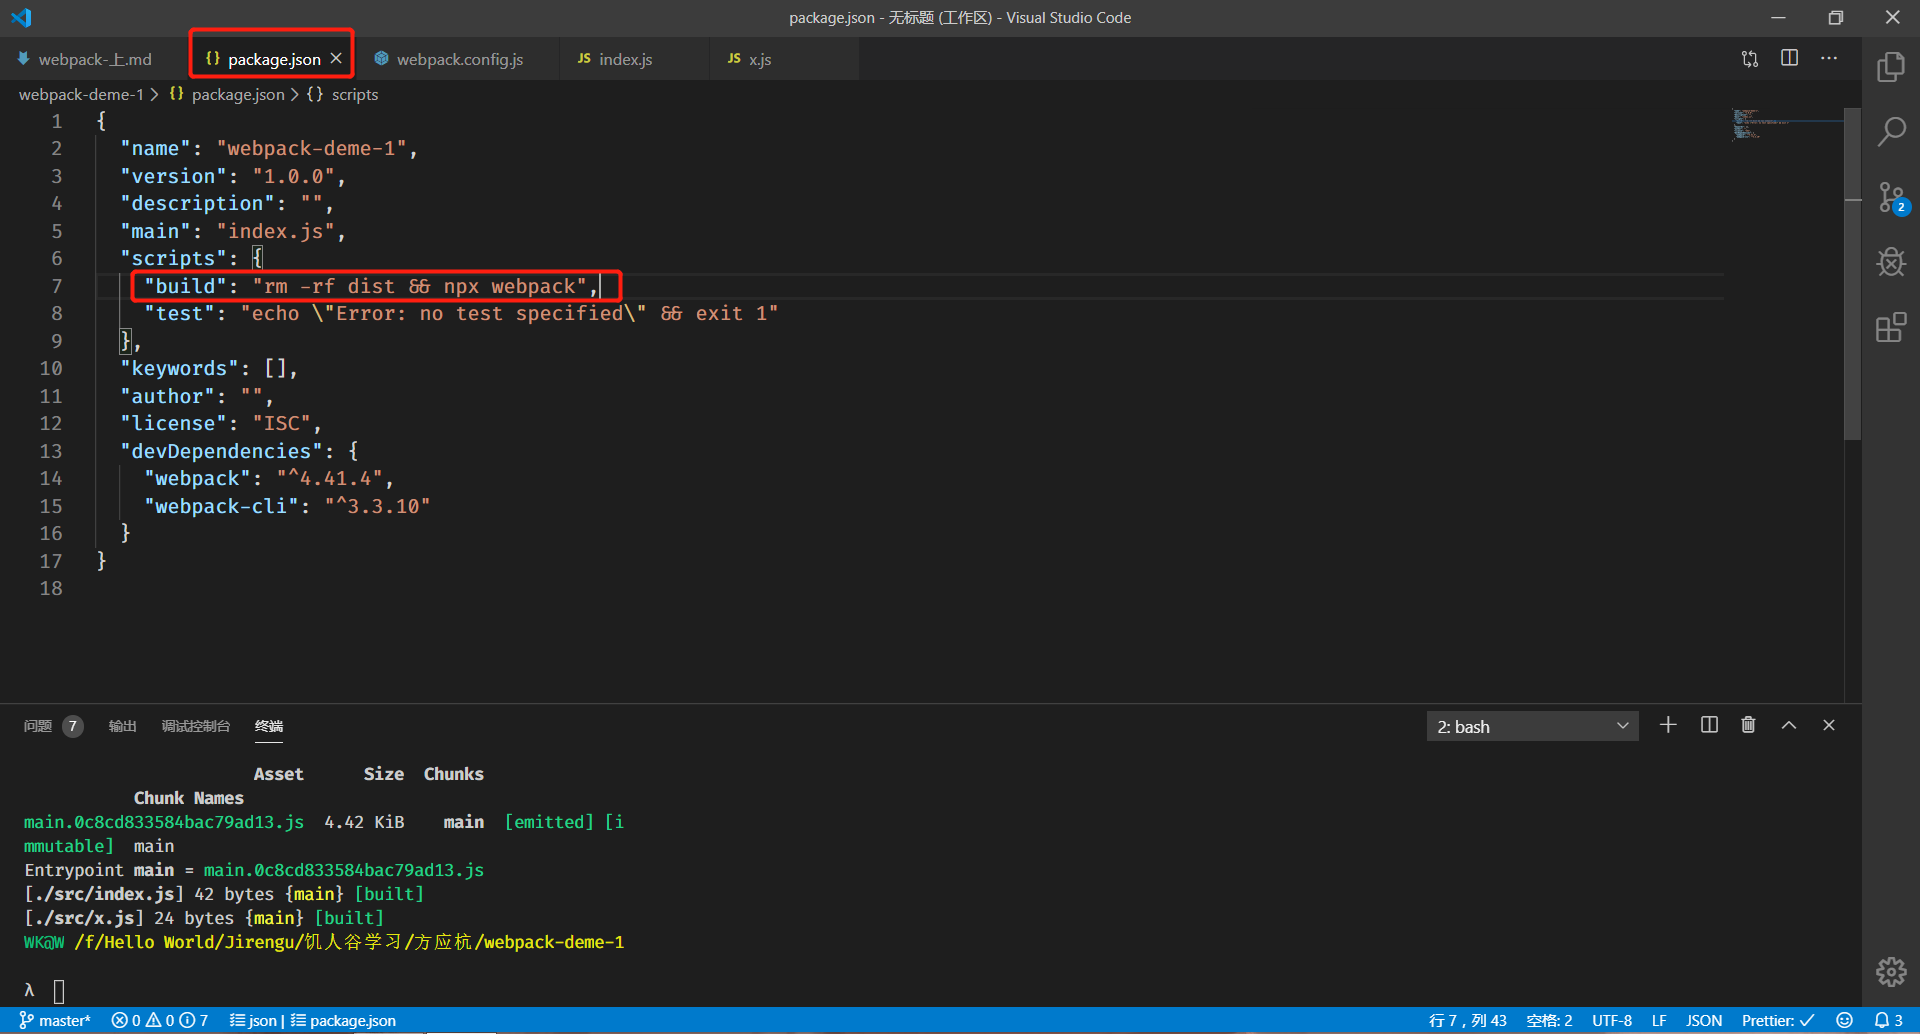 package.json - 无标题 (工作区) - Visual Studio Code
webpack-上.md
{} package.json
webpack.config.js
JS index.js
JS x.js
webpack-deme-1 > {} package.json > {} scripts
1 {
2 "name": "webpack-deme-1",
3 "version": "1.0.0",
4 "description": "",
5 "main": "index.js",
6 "scripts": {
7 "build": "rm -rf dist && npx webpack",
8 "test": "echo \"Error: no test specified\" && exit 1"
9 },
10 "keywords": [],
11 "author": "",
12 "license": "ISC",
13 "devDependencies": {
14 "webpack": "^4.41.4",
15 "webpack-cli": "^3.3.10"
16 }
17 }
18
2
问题 7 输出 调试控制台 终端
2: bash
Asset Size Chunks
Chunk Names
main.0c8cd833584bac79ad13.js 4.42 KiB main [emitted] [i
mmutable] main
Entrypoint main = main.0c8cd833584bac79ad13.js
[./src/index.js] 42 bytes {main} [built]
[./src/x.js] 24 bytes {main} [built]
WK@W /f/Hello World/Jirengu/饥人谷学习/方应杭/webpack-deme-1
λ
master* 0 0 7 json | package.json
行 7，列 43 空格: 2 UTF-8 LF JSON Prettier: ✓ 3